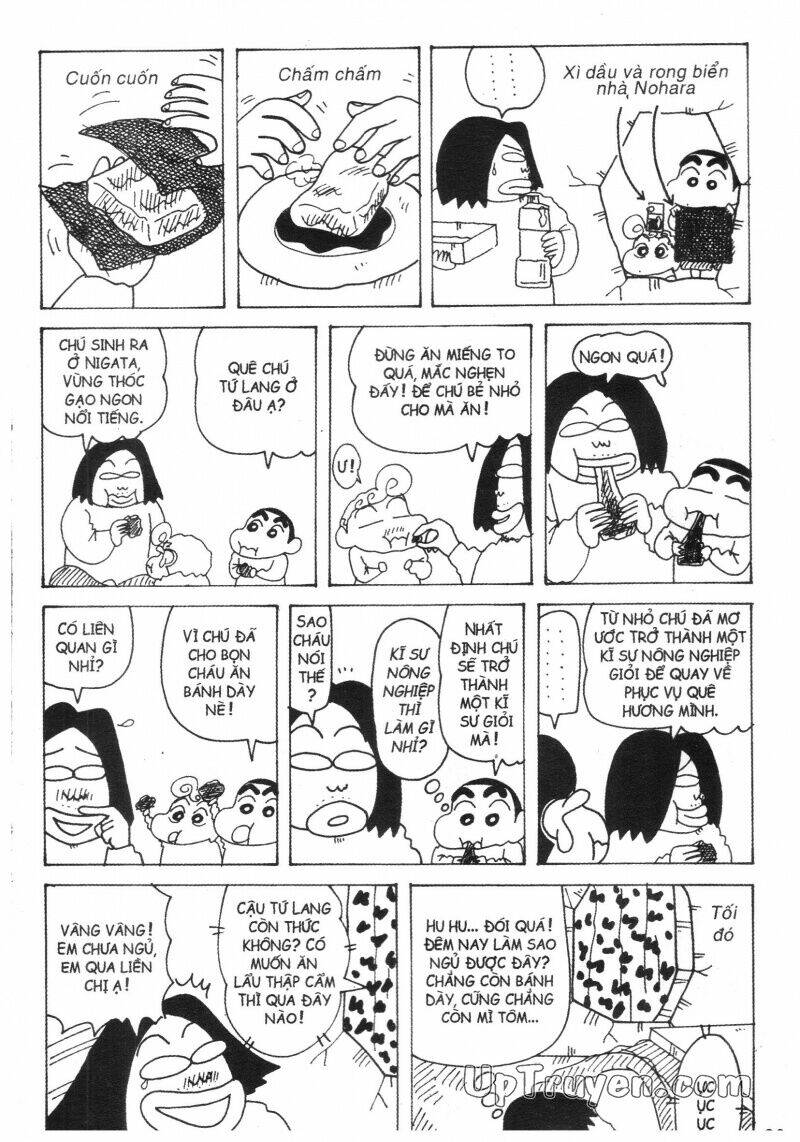 Xì dầu và rong biển
nhà Nohara
Chấm chấm
Cuốn cuốn
NGON QUÁ!
ĐỪNG ĂN MIẾNG TO
QUÁ, MẮC NGHẸN
ĐẤY! ĐỂ CHÚ BẺ NHỎ
CHO MÀ ĂN!
Ư!
QUÊ CHÚ
TỨ LANG Ở
ĐÂU Ạ?
CHÚ SINH RA
Ở NIGATA,
VÙNG THÓC
GẠO NGON
NỔI TIẾNG.
TỪ NHỎ CHÚ ĐÃ MƠ
ƯỚC TRỞ THÀNH MỘT
KĨ SƯ NÔNG NGHIỆP
GIỎI ĐỂ QUAY VỀ
PHỤC VỤ QUÊ
HƯƠNG MÌNH.
NHẤT
ĐỊNH CHÚ
SẼ TRỞ
THÀNH
MỘT KĨ
SƯ GIỎI
MÀ!
KĨ SƯ
NÔNG
NGHIỆP
THÌ
LÀM GÌ
NHỈ?
SAO
CHÁU
NỐI
THẾ
?
VÌ CHÚ ĐÃ
CHO BỌN
CHÁU ĂN
BÁNH DÀY
NÈ!
CÓ LIÊN
QUAN GÌ
NHỈ?
Tối
đó
HU HU... ĐÓI QUÁ!
ĐÊM NAY LÀM SAO
NGỦ ĐƯỢC ĐÂY?
CHẲNG CÒN BÁNH
DÀY, CỨNG CHẲNG
CÒN MÌ TÔM...
ỤC
ỤC
ỤC
CẬU TỨ LANG
CÒN THỨC
KHÔNG? CÓ
MUỐN ĂN
LẨU THẬP CẨM
THÌ QUA ĐÂY
NÀO!
VÂNG VÂNG!
EM CHƯA NGỦ,
EM QUA LIỀN
CHỊ Ạ!
UpTruyen.com